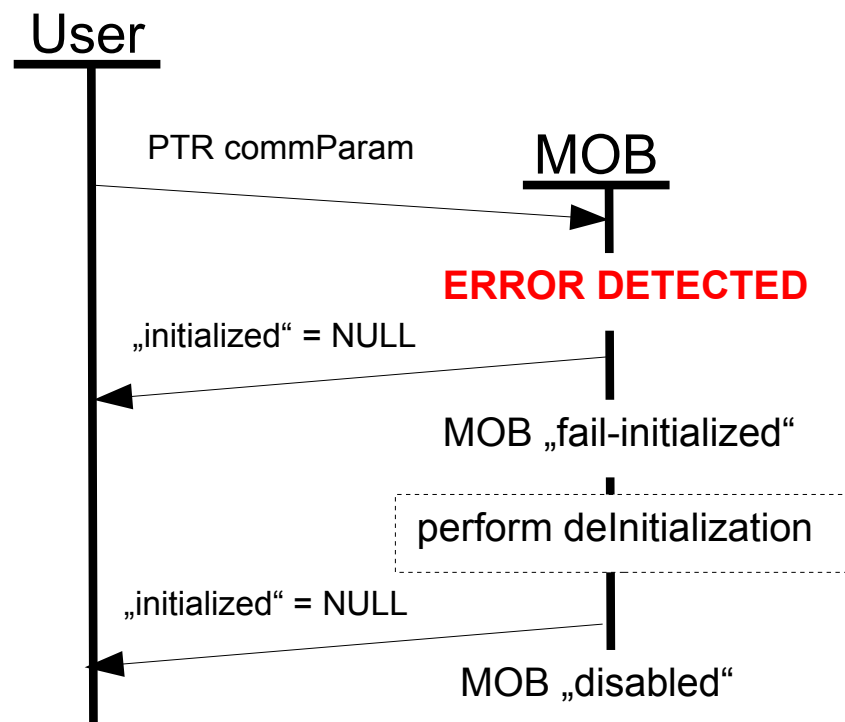 User
PTR commParam
MOB
ERROR DETECTED
„initialized“ = NULL
MOB „fail-initialized“
perform deInitialization
„initialized“ = NULL
MOB „disabled“